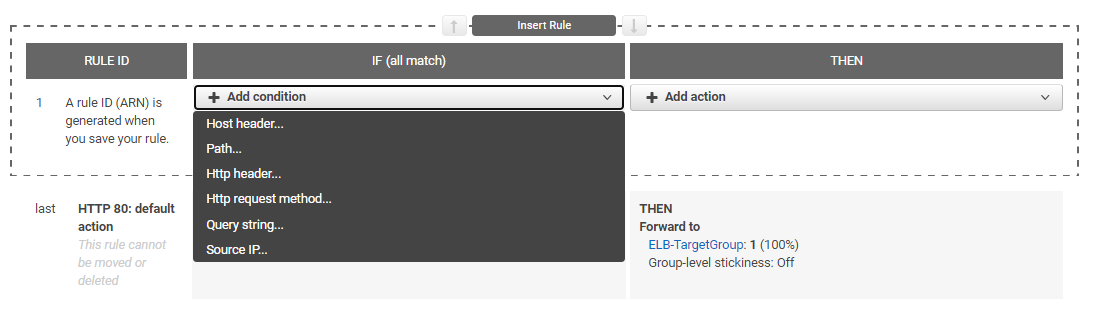 Insert Rule
RULE ID
IF (all match)
THEN
1
A rule ID (ARN) is
generated when
you save your rule.
Add condition
Host header...
Path...
Http header...
Http request method...
Query string...
Source IP...
Add action
last
HTTP 80: default
action
This rule cannot
be moved or
deleted
THEN
Forward to
ELB-TargetGroup: 1 (100%)
Group-level stickiness: Off